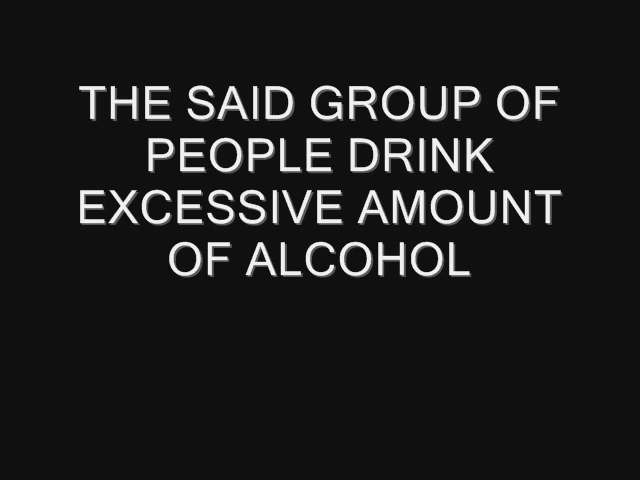 THE SAID GROUP OF
PEOPLE DRINK
EXCESSIVE AMOUNT
OF ALCOHOL